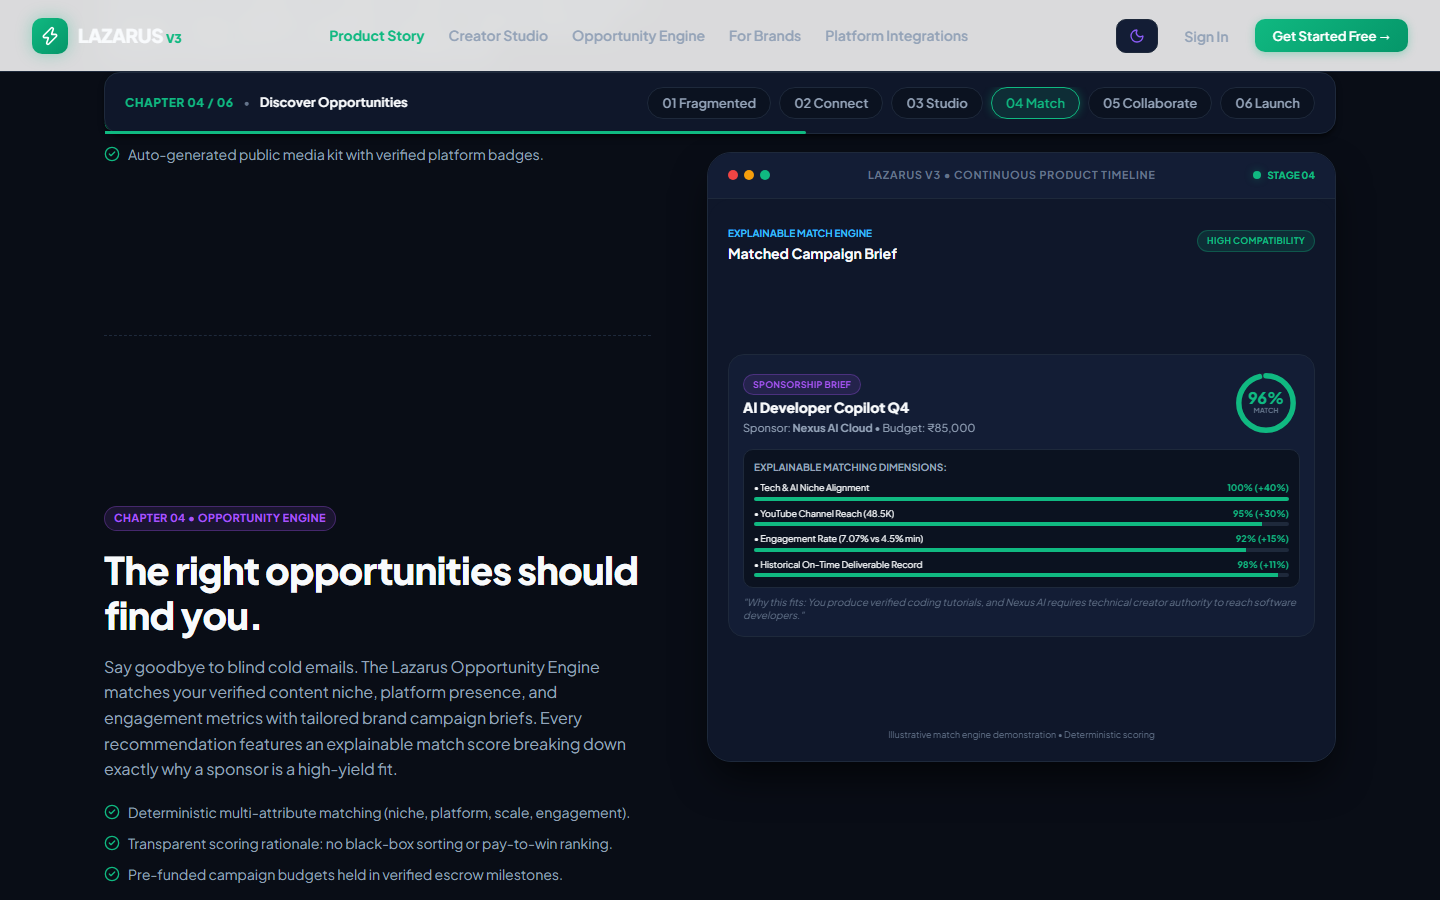 LAZARUS V3
Product Story
Creator Studio
Opportunity Engine
For Brands
Platform Integrations
Sign In
Get Started Free →
CHAPTER 04 / 06 • Discover Opportunities
01 Fragmented
02 Connect
03 Studio
04 Match
05 Collaborate
06 Launch
Auto-generated public media kit with verified platform badges.
CHAPTER 04 • OPPORTUNITY ENGINE
The right opportunities should
find you.
Say goodbye to blind cold emails. The Lazarus Opportunity Engine
matches your verified content niche, platform presence, and
engagement metrics with tailored brand campaign briefs. Every
recommendation features an explainable match score breaking down
exactly why a sponsor is a high-yield fit.
Deterministic multi-attribute matching (niche, platform, scale, engagement).
Transparent scoring rationale: no black-box sorting or pay-to-win ranking.
Pre-funded campaign budgets held in verified escrow milestones.
LAZARUS V3 • CONTINUOUS PRODUCT TIMELINE
STAGE 04
EXPLAINABLE MATCH ENGINE
Matched Campaign Brief
HIGH COMPATIBILITY
SPONSORSHIP BRIEF
AI Developer Copilot Q4
Sponsor: Nexus AI Cloud • Budget: ₹85,000
96%
MATCH
EXPLAINABLE MATCHING DIMENSIONS:
• Tech & AI Niche Alignment 100% (+40%)
• YouTube Channel Reach (48.5K) 95% (+30%)
• Engagement Rate (7.07% vs 4.5% min) 92% (+15%)
• Historical On-Time Deliverable Record 98% (+11%)
"Why this fits: You produce verified coding tutorials, and Nexus AI requires technical creator authority to reach software
developers."
Illustrative match engine demonstration • Deterministic scoring